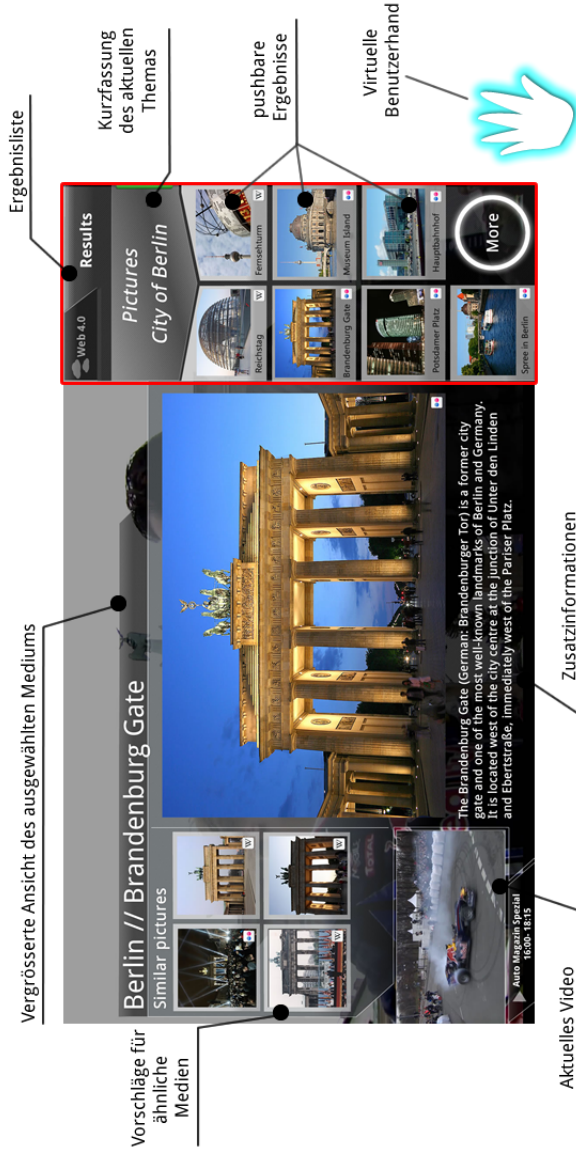 Vergrösserte Ansicht des ausgewählten Mediums
Ergebnisliste
Kurzfassung
des aktuellen
Themas
pushbare
Ergebnisse
Virtuelle
Benutzerhand
Vorschläge für
ähnliche
Medien
Aktuelles Video
Zusatzinformationen
Berlin // Brandenburg Gate
Similar pictures
W
W
Auto Magazin Spezial
16:00- 18:15
The Brandenburg Gate (German: Brandenburger Tor) is a former city
gate and one of the most well-known landmarks of Berlin and Germany.
It is located west of the city centre at the junction of Unter den Linden
and Ebertstraße, immediately west of the Pariser Platz.
Web 4.0
Results
Pictures
City of Berlin
Reichstag
W
Fernsehturm
W
Brandenburg Gate
Museum Island
Potsdamer Platz
Hauptbahnhof
Spree in Berlin
More